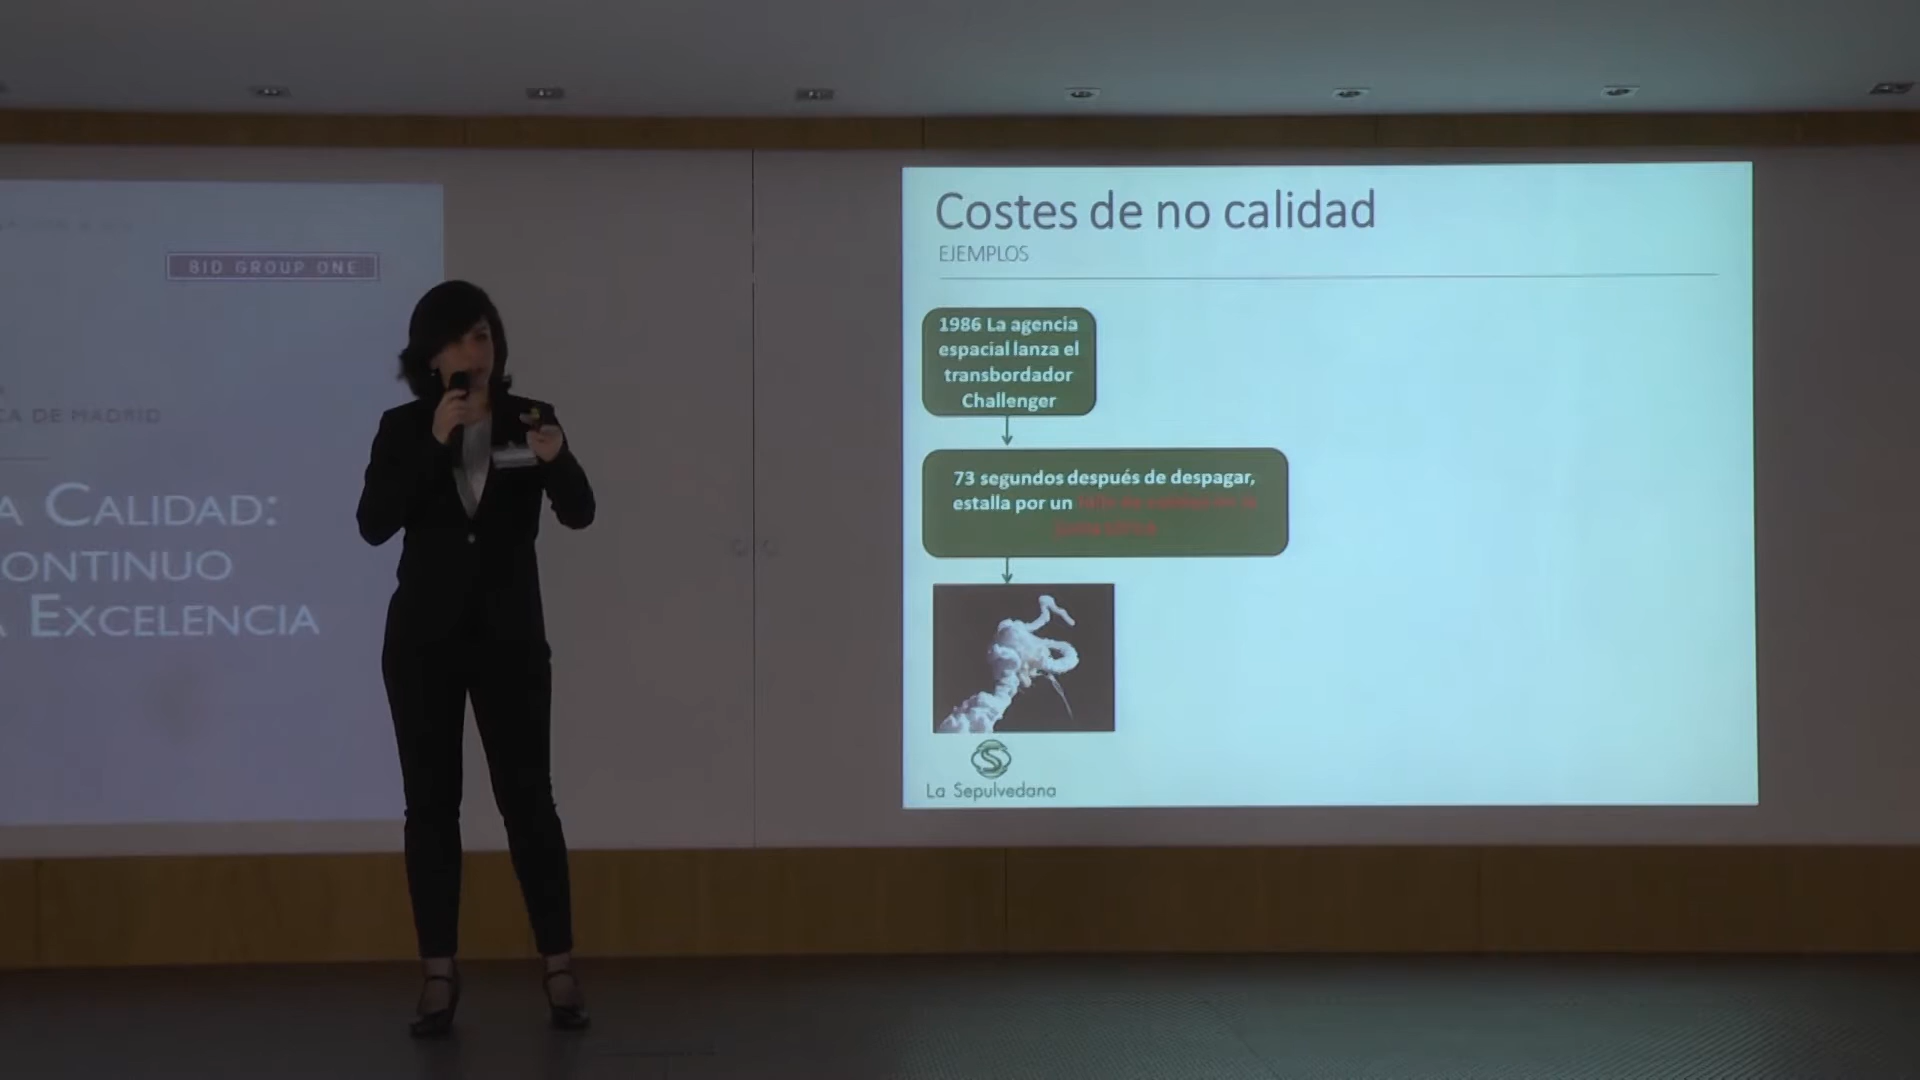 BID GROUP ONE
CA DE MADRID
A CALIDAD:
ONTINUO
A EXCELENCIA
Costes de no calidad
EJEMPLOS
1986 La agencia
espacial lanza el
transbordador
Challenger
73 segundos después de despagar,
estalla por un
La Sepulvedana